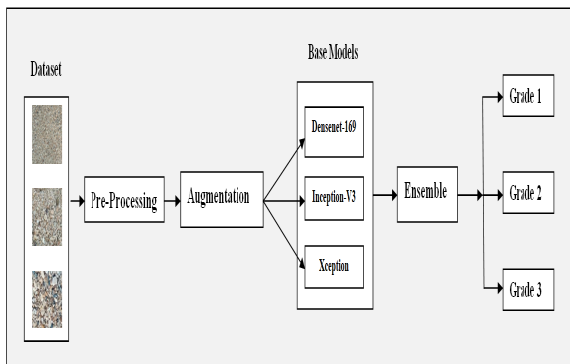 Dataset
Pre-Processing
Augmentation
Base Models
Densenet-169
Inception-V3
Xception
Ensemble
Grade 1
Grade 2
Grade 3